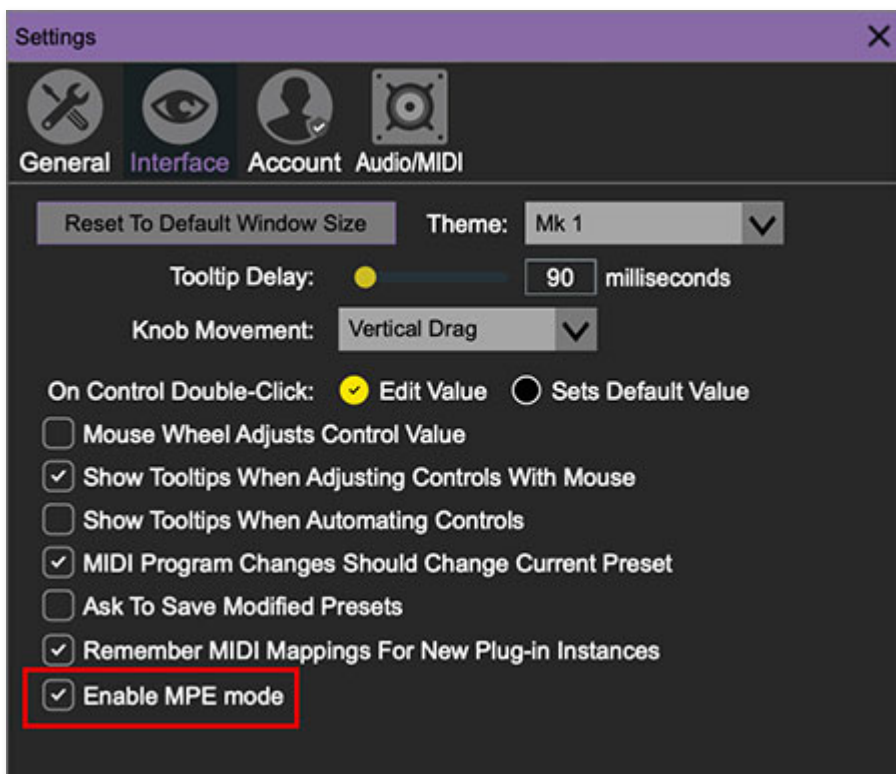 Settings
General Interface Account Audio/MIDI
Reset To Default Window Size Theme: Mk 1
Tooltip Delay: 90 milliseconds
Knob Movement: Vertical Drag
On Control Double-Click: Edit Value Sets Default Value
Mouse Wheel Adjusts Control Value
Show Tooltips When Adjusting Controls With Mouse
Show Tooltips When Automating Controls
MIDI Program Changes Should Change Current Preset
Ask To Save Modified Presets
Remember MIDI Mappings For New Plug-in Instances
Enable MPE mode